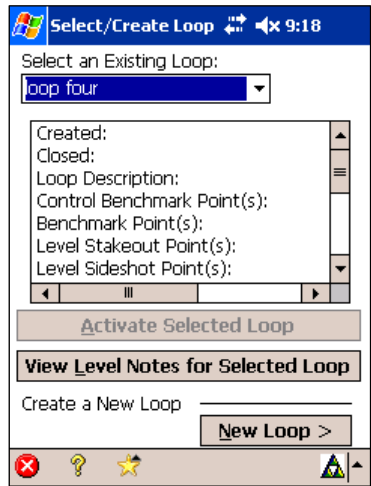 Select/Create Loop 9:18
Select an Existing Loop:
loop four
Created:
Closed:
Loop Description:
Control Benchmark Point(s):
Benchmark Point(s):
Level Stakeout Point(s):
Level Sideshot Point(s):
Activate Selected Loop
View Level Notes for Selected Loop
Create a New Loop
New Loop >